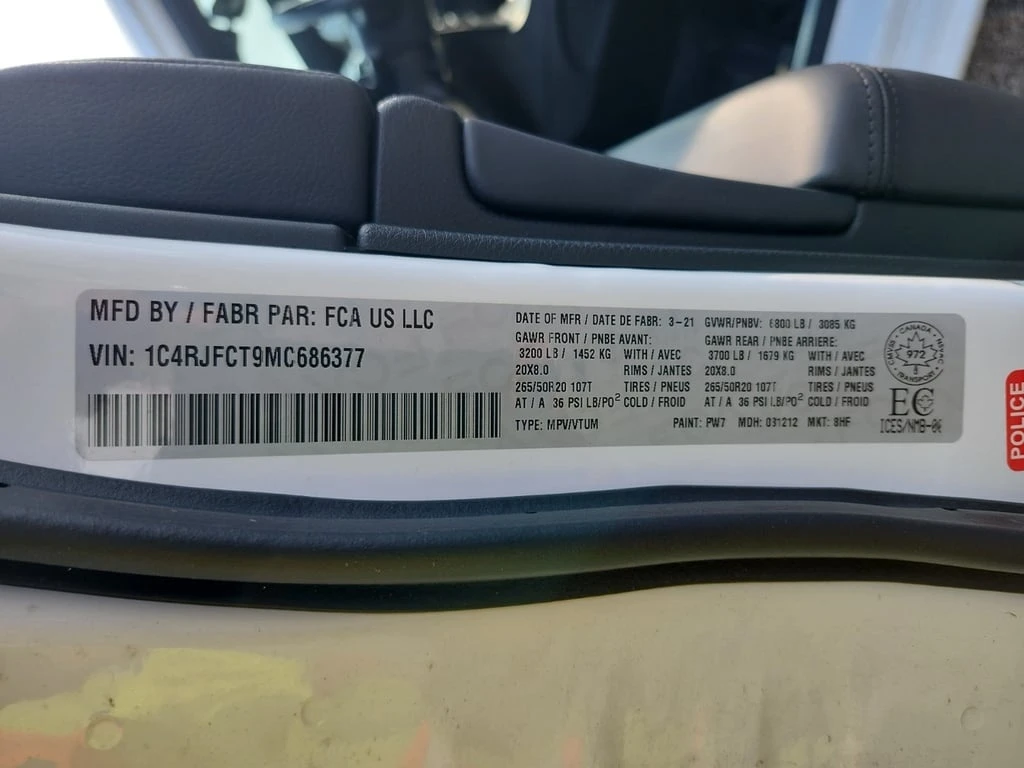 MFD BY / FABR PAR: FCA US LLC
VIN: 1C4RJFCT9MC686377
DATE OF MFR / DATE DE FABR: 3-21
GAWR FRONT / PNBE AVANT:
3200 LB / 1452 KG WITH / AVEC
20X8.0 RIMS / JANTES
265/50R20 107T TIRES / PNEUS
AT / A 36 PSI LB/PO² COLD / FROID
TYPE: MPV/VTUM
GVWR/PNBV: 6800 LB / 3085 KG
GAWR REAR / PNBE ARRIERE:
3700 LB / 1679 KG WITH / AVEC
20X8.0 RIMS / JANTES
265/50R20 107T TIRES / PNEUS
AT / A 36 PSI LB/PO² COLD / FROID
PAINT: PW7 MDH: 031212 MKT: 8HF
CANADA
CMVSS NSVAC
972
TRANSPORT
EC
ICES/NMB-06
POLICE